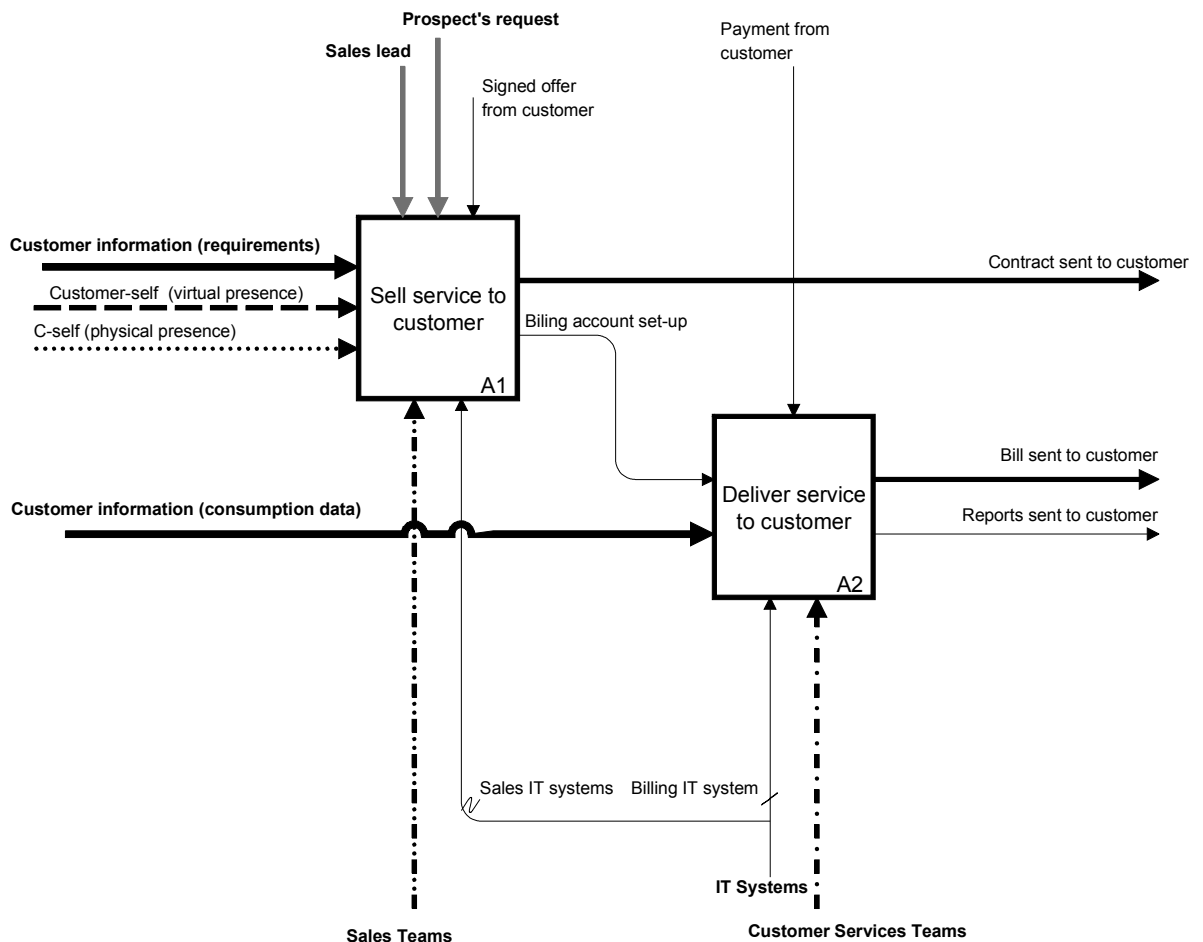 Prospect's request
Sales lead
Payment from
customer
Signed offer
from customer
Customer information (requirements)
Customer-self (virtual presence)
C-self (physical presence)
Sell service to
customer
A1
Contract sent to customer
Biling account set-up
Customer information (consumption data)
Deliver service
to customer
A2
Bill sent to customer
Reports sent to customer
Sales IT systems
Billing IT system
IT Systems
Sales Teams
Customer Services Teams